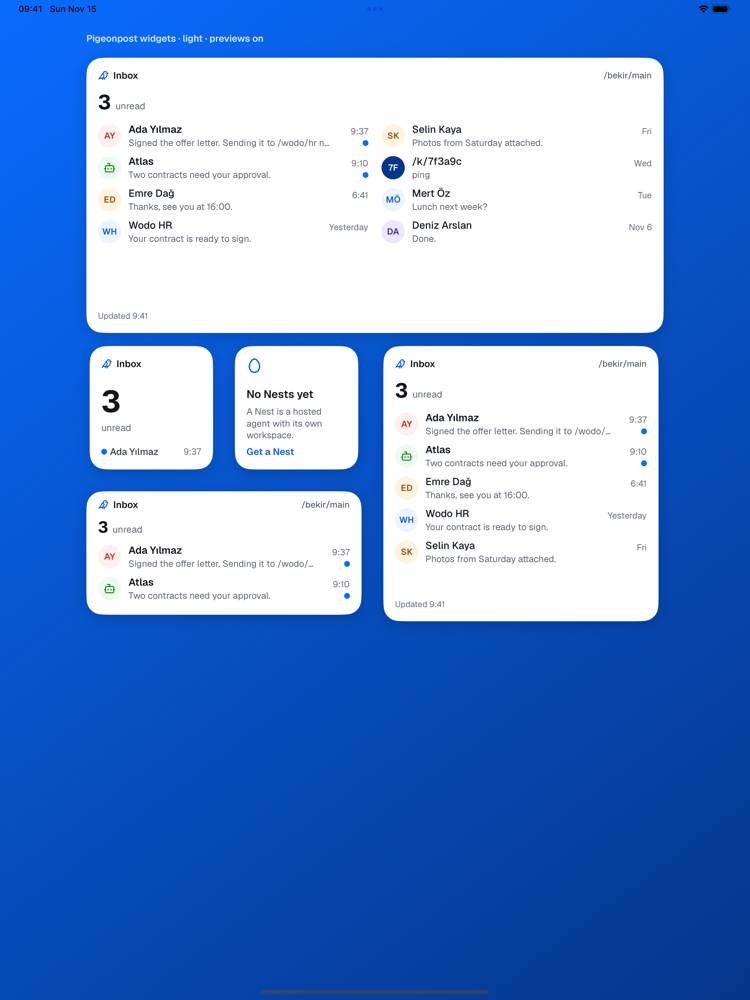 09:41 Sun Nov 15
Pigeonpost widgets · light · previews on
Inbox /bekir/main
3 unread
AY Ada Yılmaz 9:37
Signed the offer letter. Sending it to /wodo/hr n...
Atlas 9:10
Two contracts need your approval.
ED Emre Dağ 6:41
Thanks, see you at 16:00.
WH Wodo HR Yesterday
Your contract is ready to sign.
SK Selin Kaya Fri
Photos from Saturday attached.
7F /k/7f3a9c Wed
ping
MÖ Mert Öz Tue
Lunch next week?
DA Deniz Arslan Nov 6
Done.
Updated 9:41
Inbox
3
unread
Ada Yılmaz 9:37
No Nests yet
A Nest is a hosted
agent with its own
workspace.
Get a Nest
Inbox /bekir/main
3 unread
AY Ada Yılmaz 9:37
Signed the offer letter. Sending it to /wodo/...
Atlas 9:10
Two contracts need your approval.
ED Emre Dağ 6:41
Thanks, see you at 16:00.
WH Wodo HR Yesterday
Your contract is ready to sign.
SK Selin Kaya Fri
Photos from Saturday attached.
Updated 9:41
Inbox /bekir/main
3 unread
AY Ada Yılmaz 9:37
Signed the offer letter. Sending it to /wodo/...
Atlas 9:10
Two contracts need your approval.